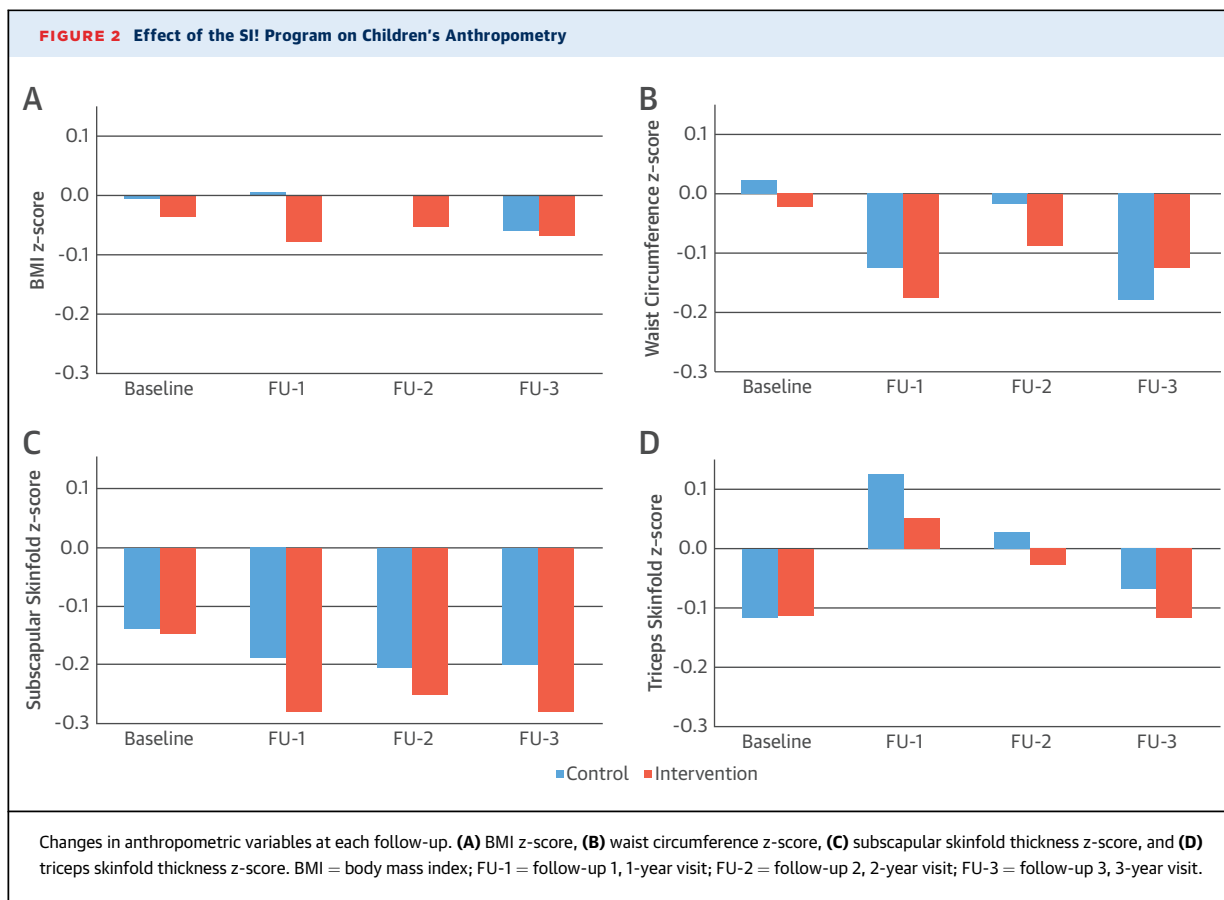 FIGURE 2 Effect of the SI! Program on Children's Anthropometry
A
BMI z-score
0.1
0.0
-0.1
-0.2
-0.3
Baseline FU-1 FU-2 FU-3
B
Waist Circumference z-score
0.1
0.0
-0.1
-0.2
-0.3
Baseline FU-1 FU-2 FU-3
C
Subscapular Skinfold z-score
0.1
0.0
-0.1
-0.2
-0.3
Baseline FU-1 FU-2 FU-3
D
Triceps Skinfold z-score
0.1
0.0
-0.1
-0.2
-0.3
Baseline FU-1 FU-2 FU-3
Control Intervention
Changes in anthropometric variables at each follow-up. (A) BMI z-score, (B) waist circumference z-score, (C) subscapular skinfold thickness z-score, and (D)
triceps skinfold thickness z-score. BMI = body mass index; FU-1 = follow-up 1, 1-year visit; FU-2 = follow-up 2, 2-year visit; FU-3 = follow-up 3, 3-year visit.